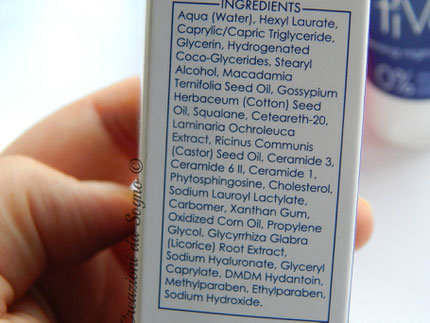 INGREDIENTS
Aqua (Water), Hexyl Laurate,
Caprylic/Capric Triglyceride,
Glycerin, Hydrogenated
Coco-Glycerides, Stearyl
Alcohol, Macadamia
Ternifolia Seed Oil, Gossypium
Herbaceum (Cotton) Seed
Oil, Squalane, Ceteareth-20,
Laminaria Ochroleuca
Extract, Ricinus Communis
(Castor) Seed Oil, Ceramide 3,
Ceramide 6 II, Ceramide 1,
Phytosphingosine, Cholesterol,
Sodium Lauroyl Lactylate,
Carbomer, Xanthan Gum,
Oxidized Corn Oil, Propylene
Glycol, Glycyrrhiza Glabra
(Licorice) Root Extract,
Sodium Hyaluronate, Glyceryl
Caprylate, DMDM Hydantoin,
Methylparaben, Ethylparaben,
Sodium Hydroxide.
0%
di Sogno ©